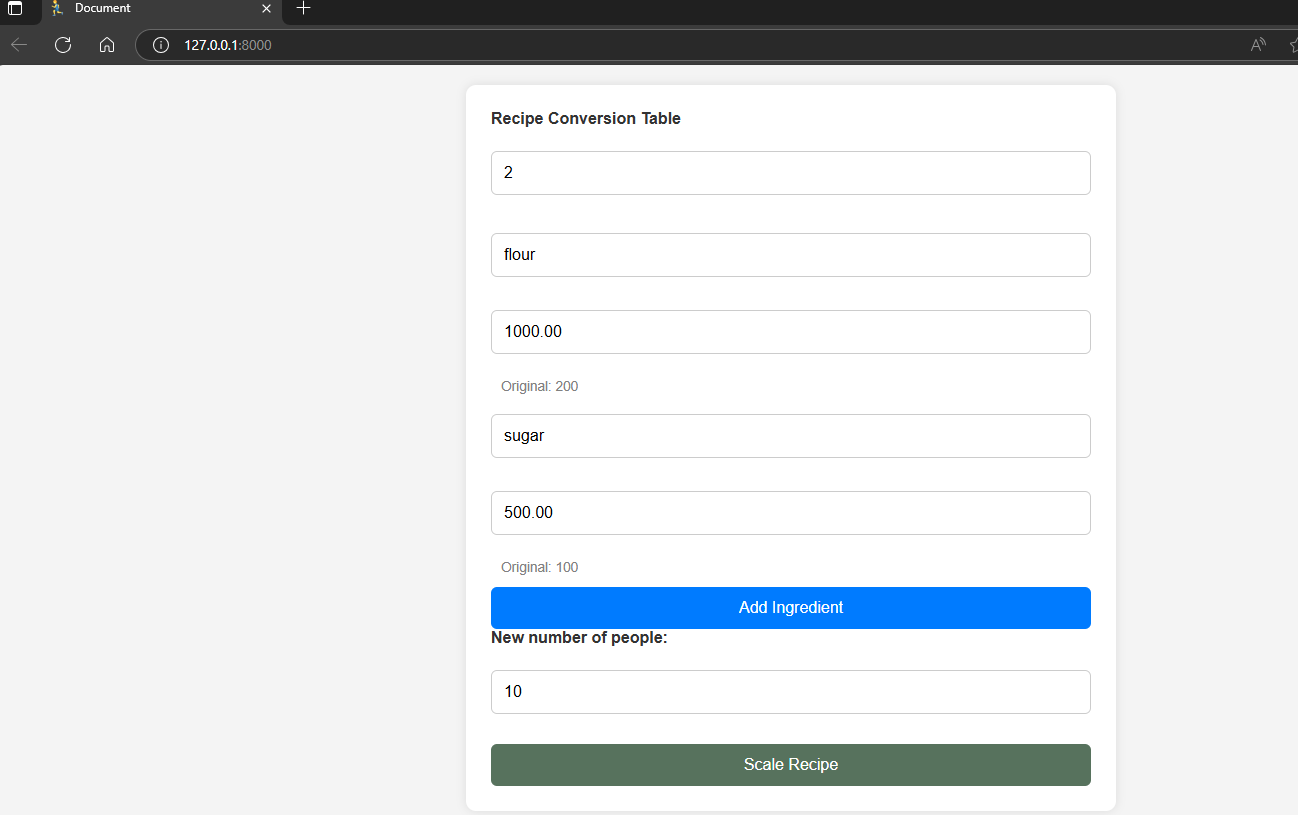 Document
127.0.0.1:8000
Recipe Conversion Table
2
flour
1000.00
Original: 200
sugar
500.00
Original: 100
Add Ingredient
New number of people:
10
Scale Recipe